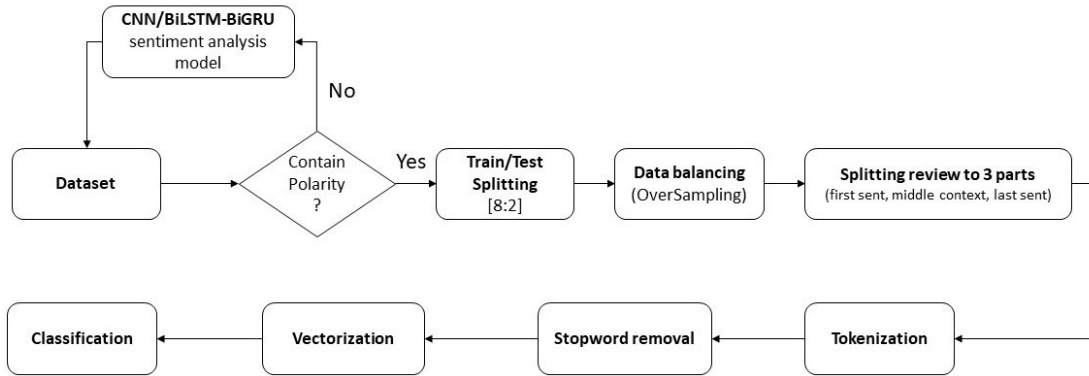 CNN/BiLSTM-BiGRU
sentiment analysis
model
No
Dataset
Contain
Polarity
?
Yes
Train/Test
Splitting
[8:2]
Data balancing
(OverSampling)
Splitting review to 3 parts
(first sent, middle context, last sent)
Classification
Vectorization
Stopword removal
Tokenization